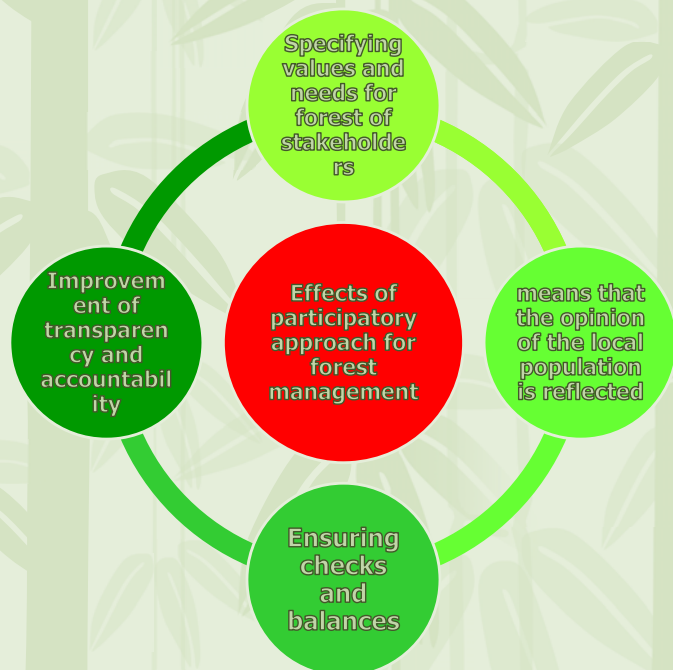 Specifying
values and
needs for
forest of
stakeholde
rs
Improvem
ent of
transparen
cy and
accountabil
ity
Effects of
participatory
approach for
forest
management
means that
the opinion
of the local
population
is reflected
Ensuring
checks
and
balances